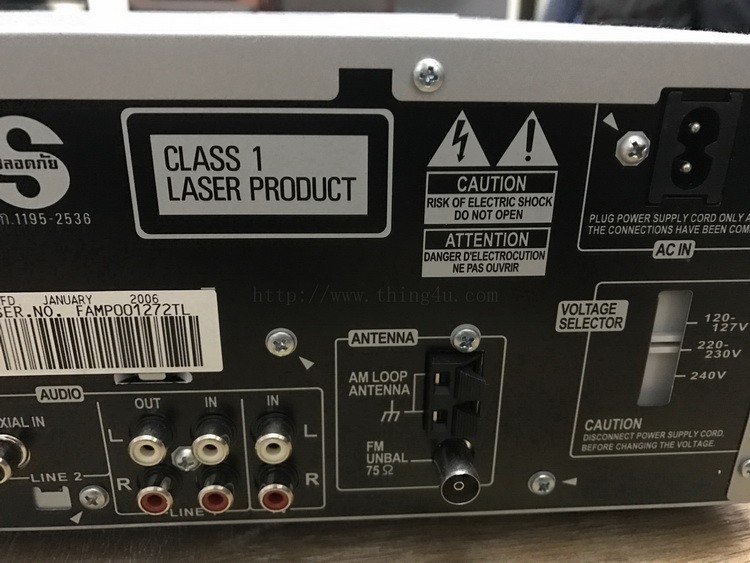 S
ปลอดภัย
1195-2536
CLASS 1
LASER PRODUCT
CAUTION
RISK OF ELECTRIC SHOCK
DO NOT OPEN
ATTENTION
DANGER D'ELECTROCUTION
NE PAS OUVRIR
PLUG POWER SUPPLY CORD ONLY
THE CONNECTIONS HAVE BEEN
AC IN
http://www.thing4u.com
JANUARY 2006
SER.NO. FAMP001272TL
VOLTAGE
SELECTOR
120-
127V
220-
230V
240V
CAUTION
DISCONNECT POWER SUPPLY CORD.
BEFORE CHANGING THE VOLTAGE.
ANTENNA
AM LOOP
ANTENNA
FM
UNBAL
75 Ω
AUDIO
OUT IN IN
L L
R R
IN
LINE 2
LINE